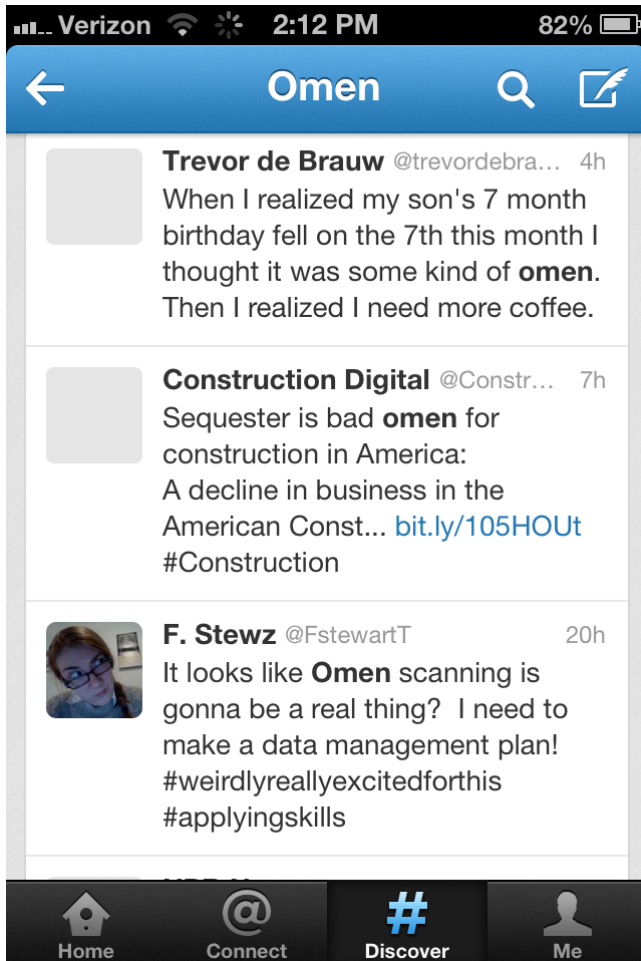 Verizon 2:12 PM 82%
Omen
Trevor de Brauw @trevordebra... 4h
When I realized my son's 7 month
birthday fell on the 7th this month I
thought it was some kind of omen.
Then I realized I need more coffee.
Construction Digital @Constr... 7h
Sequester is bad omen for
construction in America:
A decline in business in the
American Const... bit.ly/105HOUt
#Construction
F. Stewz @FstewartT 20h
It looks like Omen scanning is
gonna be a real thing?  I need to
make a data management plan!
#weirdlyreallyexcitedforthis
#applyingskills
Home Connect Discover Me